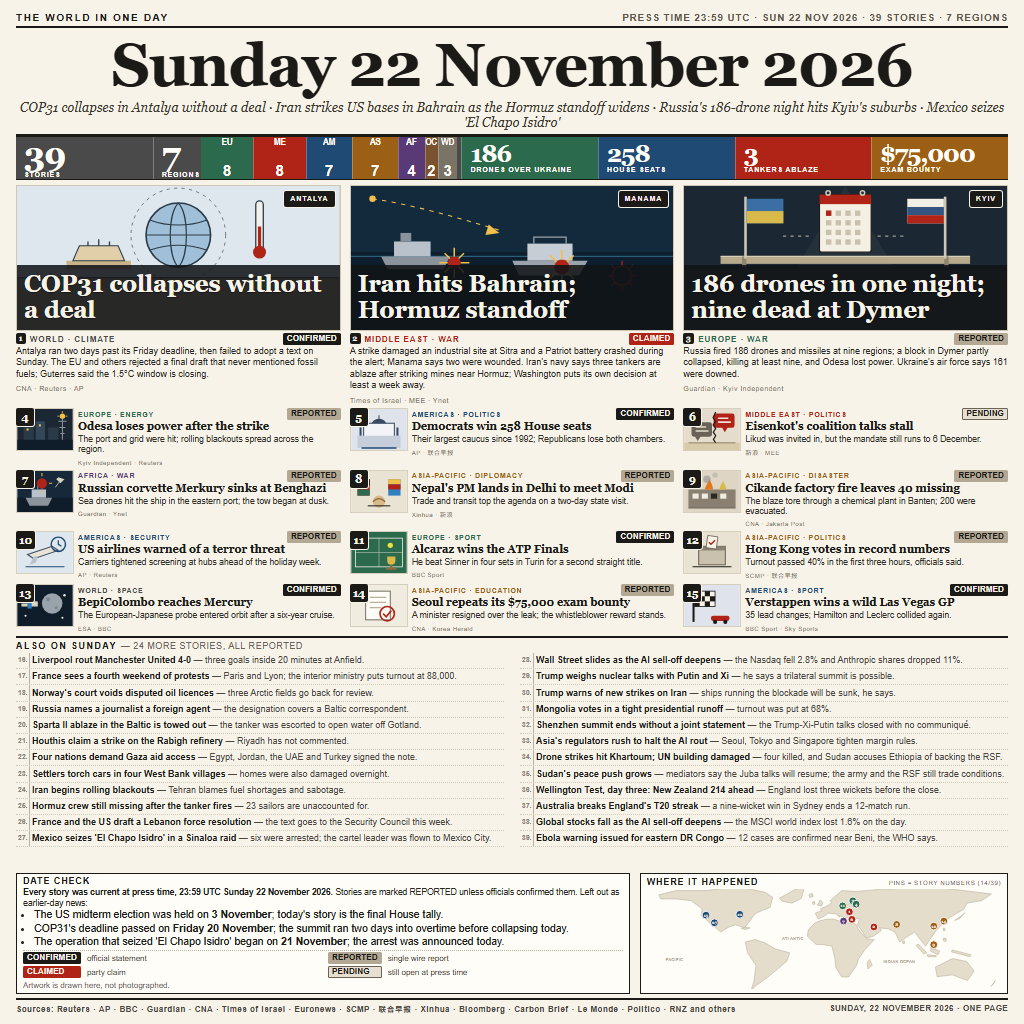 THE WORLD IN ONE DAY
PRESS TIME 23:59 UTC · SUN 22 NOV 2026 · 39 STORIES · 7 REGIONS
Sunday 22 November 2026
COP31 collapses in Antalya without a deal · Iran strikes US bases in Bahrain as the Hormuz standoff widens · Russia's 186-drone night hits Kyiv's suburbs · Mexico seizes
'El Chapo Isidro'
39 STORIES
7 REGIONS
EU 8
ME 8
AM 7
AS 7
AF 4
OC 2
WD 3
186 DRONES OVER UKRAINE
258 HOUSE SEATS
3 TANKERS ABLAZE
$75,000 EXAM BOUNTY
ANTALYA
COP31 collapses without
a deal
1 WORLD · CLIMATE CONFIRMED
Antalya ran two days past its Friday deadline, then failed to adopt a text on
Sunday. The EU and others rejected a final draft that never mentioned fossil
fuels; Guterres said the 1.5°C window is closing.
CNA · Reuters · AP
MANAMA
Iran hits Bahrain;
Hormuz standoff
2 MIDDLE EAST · WAR CLAIMED
A strike damaged an industrial site at Sitra and a Patriot battery crashed during
the alert; Manama says two were wounded. Iran's navy says three tankers are
ablaze after striking mines near Hormuz; Washington puts its own decision at
least a week away.
Times of Israel · MEE · Ynet
KYIV
186 drones in one night;
nine dead at Dymer
3 EUROPE · WAR REPORTED
Russia fired 186 drones and missiles at nine regions; a block in Dymer partly
collapsed, killing at least nine, and Odesa lost power. Ukraine's air force says 161
were downed.
Guardian · Kyiv Independent
4 EUROPE · ENERGY REPORTED
Odesa loses power after the strike
The port and grid were hit; rolling blackouts spread across the
region.
Kyiv Independent · Reuters
5 AMERICAS · POLITICS CONFIRMED
Democrats win 258 House seats
Their largest caucus since 1992; Republicans lose both chambers.
AP · 联合早报
6 MIDDLE EAST · POLITICS PENDING
Eisenkot's coalition talks stall
Likud was invited in, but the mandate still runs to 6 December.
新浪 · MEE
7 AFRICA · WAR REPORTED
Russian corvette Merkury sinks at Benghazi
Sea drones hit the ship in the eastern port; the tow began at dusk.
Guardian · Ynet
8 ASIA-PACIFIC · DIPLOMACY REPORTED
Nepal's PM lands in Delhi to meet Modi
Trade and transit top the agenda on a two-day state visit.
Xinhua · 新浪
9 ASIA-PACIFIC · DISASTER REPORTED
Cikande factory fire leaves 40 missing
The blaze tore through a chemical plant in Banten; 200 were
evacuated.
CNA · Jakarta Post
10 AMERICAS · SECURITY REPORTED
US airlines warned of a terror threat
Carriers tightened screening at hubs ahead of the holiday week.
AP · Reuters
11 EUROPE · SPORT CONFIRMED
Alcaraz wins the ATP Finals
He beat Sinner in four sets in Turin for a second straight title.
BBC Sport
12 ASIA-PACIFIC · POLITICS REPORTED
Hong Kong votes in record numbers
Turnout passed 40% in the first three hours, officials said.
SCMP · 联合早报
13 WORLD · SPACE CONFIRMED
BepiColombo reaches Mercury
The European-Japanese probe entered orbit after a six-year cruise.
ESA · BBC
14 ASIA-PACIFIC · EDUCATION REPORTED
Seoul repeats its $75,000 exam bounty
A minister resigned over the leak; the whistleblower reward stands.
CNA · Korea Herald
15 AMERICAS · SPORT CONFIRMED
Verstappen wins a wild Las Vegas GP
35 lead changes; Hamilton and Leclerc collided again.
BBC Sport · Sky Sports
ALSO ON SUNDAY — 24 MORE STORIES, ALL REPORTED
16. Liverpool rout Manchester United 4-0 — three goals inside 20 minutes at Anfield.
17. France sees a fourth weekend of protests — Paris and Lyon; the interior ministry puts turnout at 88,000.
18. Norway's court voids disputed oil licences — three Arctic fields go back for review.
19. Russia names a journalist a foreign agent — the designation covers a Baltic correspondent.
20. Sparta II ablaze in the Baltic is towed out — the tanker was escorted to open water off Gotland.
21. Houthis claim a strike on the Rabigh refinery — Riyadh has not commented.
22. Four nations demand Gaza aid access — Egypt, Jordan, the UAE and Turkey signed the note.
23. Settlers torch cars in four West Bank villages — homes were also damaged overnight.
24. Iran begins rolling blackouts — Tehran blames fuel shortages and sabotage.
25. Hormuz crew still missing after the tanker fires — 23 sailors are unaccounted for.
26. France and the US draft a Lebanon force resolution — the text goes to the Security Council this week.
27. Mexico seizes 'El Chapo Isidro' in a Sinaloa raid — six were arrested; the cartel leader was flown to Mexico City.
28. Wall Street slides as the AI sell-off deepens — the Nasdaq fell 2.8% and Anthropic shares dropped 11%.
29. Trump weighs nuclear talks with Putin and Xi — he says a trilateral summit is possible.
30. Trump warns of new strikes on Iran — ships running the blockade will be sunk, he says.
31. Mongolia votes in a tight presidential runoff — turnout was put at 68%.
32. Shenzhen summit ends without a joint statement — the Trump-Xi-Putin talks closed with no communiqué.
33. Asia's regulators rush to halt the AI rout — Seoul, Tokyo and Singapore tighten margin rules.
34. Drone strikes hit Khartoum; UN building damaged — four killed, and Sudan accuses Ethiopia of backing the RSF.
35. Sudan's peace push grows — mediators say the Juba talks will resume; the army and the RSF still trade conditions.
36. Wellington Test, day three: New Zealand 214 ahead — England lost three wickets before the close.
37. Australia breaks England's T20 streak — a nine-wicket win in Sydney ends a 12-match run.
38. Global stocks fall as the AI sell-off deepens — the MSCI world index lost 1.6% on the day.
39. Ebola warning issued for eastern DR Congo — 12 cases are confirmed near Beni, the WHO says.
DATE CHECK
Every story was current at press time, 23:59 UTC Sunday 22 November 2026. Stories are marked REPORTED unless officials confirmed them. Left out as
earlier-day news:
• The US midterm election was held on 3 November; today's story is the final House tally.
• COP31's deadline passed on Friday 20 November; the summit ran two days into overtime before collapsing today.
• The operation that seized 'El Chapo Isidro' began on 21 November; the arrest was announced today.
CONFIRMED official statement
REPORTED single wire report
CLAIMED party claim
PENDING still open at press time
Artwork is drawn here, not photographed.
WHERE IT HAPPENED
PINS = STORY NUMBERS (14/39)
PACIFIC
ATLANTIC
INDIAN OCEAN
Sources: Reuters · AP · BBC · Guardian · CNA · Times of Israel · Euronews · SCMP · 联合早报 · Xinhua · Bloomberg · Carbon Brief · Le Monde · Politico · RNZ and others
SUNDAY, 22 NOVEMBER 2026 · ONE PAGE